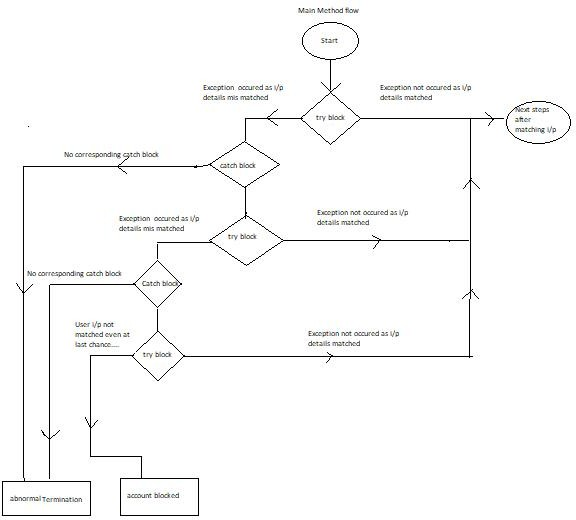 Main Method flow
Start
Exception occured as i/p
details mis matched
Exception not occured as i/p
details matched
try block
Next steps
after
matching i/p
No corresponding catch block
catch block
Exception occured as i/p
details mis matched
Exception not occured as i/p
details matched
try block
No corresponding catch block
Catch block
User i/p not
matched even at
last chance....
Exception not occured as i/p
details matched
try block
abnormal Termination
account blocked